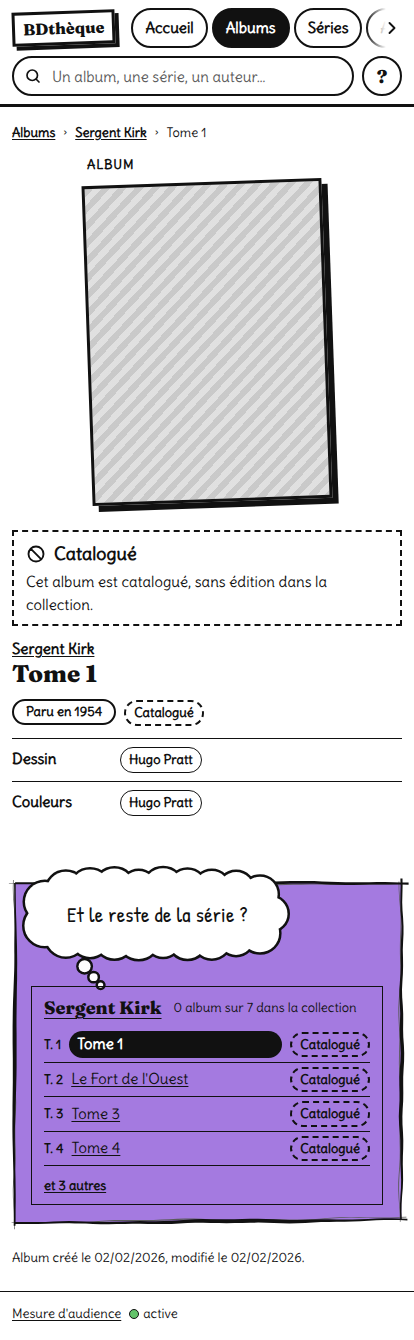 BDthèque Accueil Albums Séries
Un album, une série, un auteur... ?
Albums › Sergent Kirk › Tome 1
ALBUM
Catalogué
Cet album est catalogué, sans édition dans la
collection.
Sergent Kirk
Tome 1
Paru en 1954 Catalogué
Dessin Hugo Pratt
Couleurs Hugo Pratt
Et le reste de la série ?
Sergent Kirk 0 album sur 7 dans la collection
T. 1 Tome 1 Catalogué
T. 2 Le Fort de l'Ouest Catalogué
T. 3 Tome 3 Catalogué
T. 4 Tome 4 Catalogué
et 3 autres
Album créé le 02/02/2026, modifié le 02/02/2026.
Mesure d'audience active